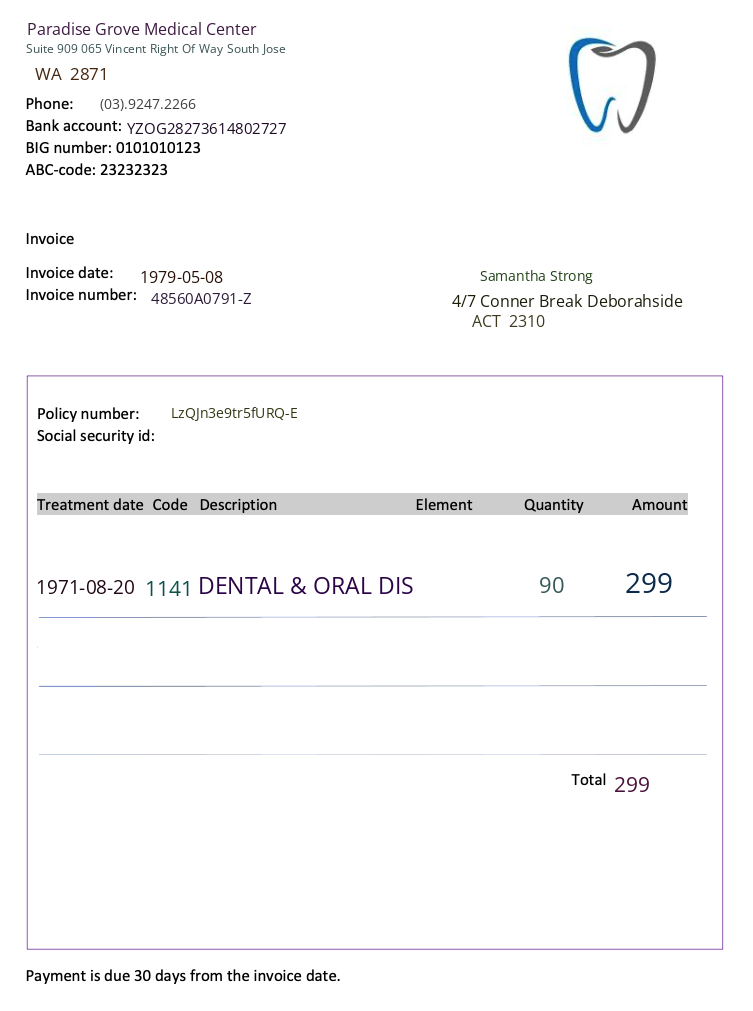 Paradise Grove Medical Center
Suite 909 065 Vincent Right Of Way South Jose
WA 2871
Phone: (03).9247.2266
Bank account: YZOG28273614802727
BIG number: 0101010123
ABC-code: 23232323
Invoice
Invoice date: 1979-05-08
Invoice number: 48560A0791-Z
Samantha Strong
4/7 Conner Break Deborahside
ACT 2310
Policy number: LzQJn3e9tr5fURQ-E
Social security id:
Treatment date Code Description Element Quantity Amount
1971-08-20 1141 DENTAL & ORAL DIS 90 299
Total 299
Payment is due 30 days from the invoice date.